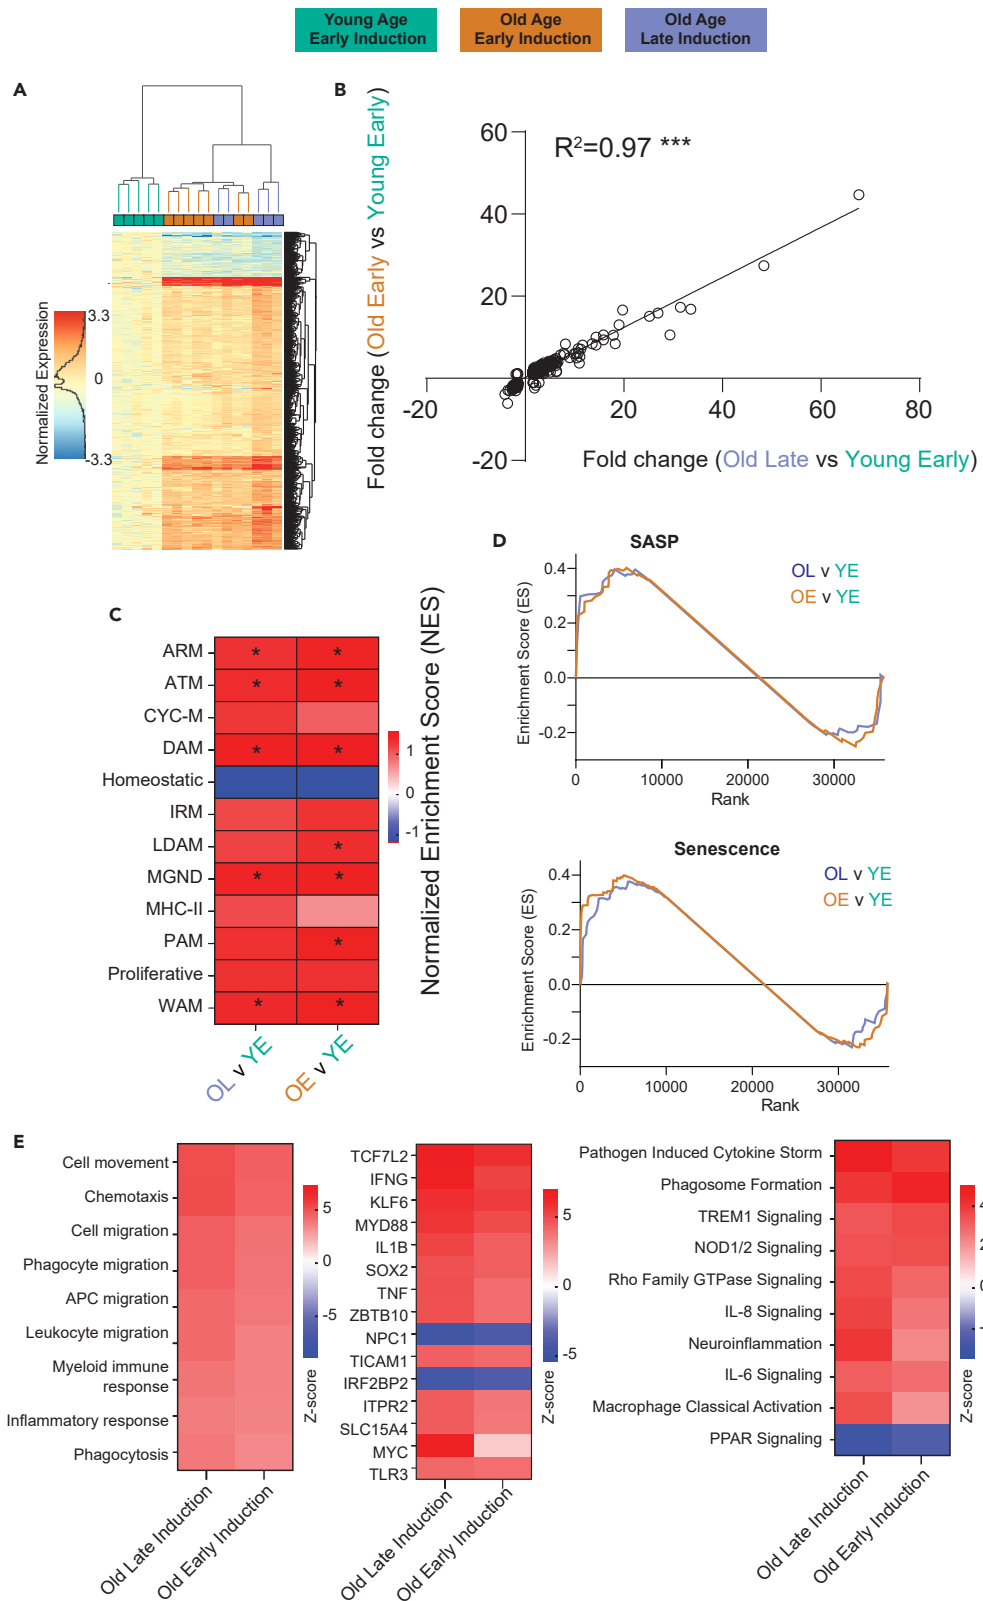 Young Age
Early Induction
Old Age
Early Induction
Old Age
Late Induction
A
Normalized Expression
3.3
0
-3.3
B
Fold change (Old Early vs Young Early)
R²=0.97 ***
60
40
20
-20
-20
20
40
60
80
Fold change (Old Late vs Young Early)
C
ARM
ATM
CYC-M
DAM
Homeostatic
IRM
LDAM
MGND
MHC-II
PAM
Proliferative
WAM
* *
* *
* *
*
* *
*
* *
OL v YE
OE v YE
1
0
-1
Normalized Enrichment Score (NES)
D
SASP
OL v YE
OE v YE
Enrichment Score (ES)
0.4
0.2
0.0
-0.2
0
10000
20000
30000
Rank
Senescence
OL v YE
OE v YE
Enrichment Score (ES)
0.4
0.2
0.0
-0.2
0
10000
20000
30000
Rank
E
Cell movement
Chemotaxis
Cell migration
Phagocyte migration
APC migration
Leukocyte migration
Myeloid immune
response
Inflammatory response
Phagocytosis
Old Late Induction
Old Early Induction
5
0
-5
Z-score
TCF7L2
IFNG
KLF6
MYD88
IL1B
SOX2
TNF
ZBTB10
NPC1
TICAM1
IRF2BP2
ITPR2
SLC15A4
MYC
TLR3
Old Late Induction
Old Early Induction
5
0
-5
Z-score
Pathogen Induced Cytokine Storm
Phagosome Formation
TREM1 Signaling
NOD1/2 Signaling
Rho Family GTPase Signaling
IL-8 Signaling
Neuroinflammation
IL-6 Signaling
Macrophage Classical Activation
PPAR Signaling
Old Late Induction
Old Early Induction
4
2
0
Z-score